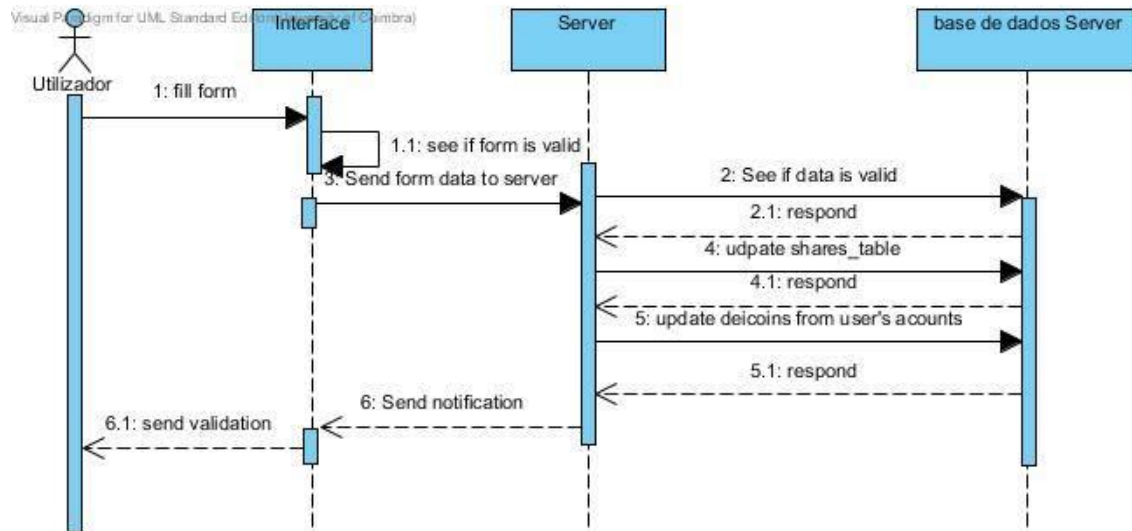 Visual Paradigm for UML Standard Edition(University of Coimbra)
Interface
Server
base de dados Server
Utilizador
1: fill form
1.1: see if form is valid
3: Send form data to server
2: See if data is valid
2.1: respond
4: udpate shares_table
4.1: respond
5: update deicoins from user's acounts
5.1: respond
6: Send notification
6.1: send validation